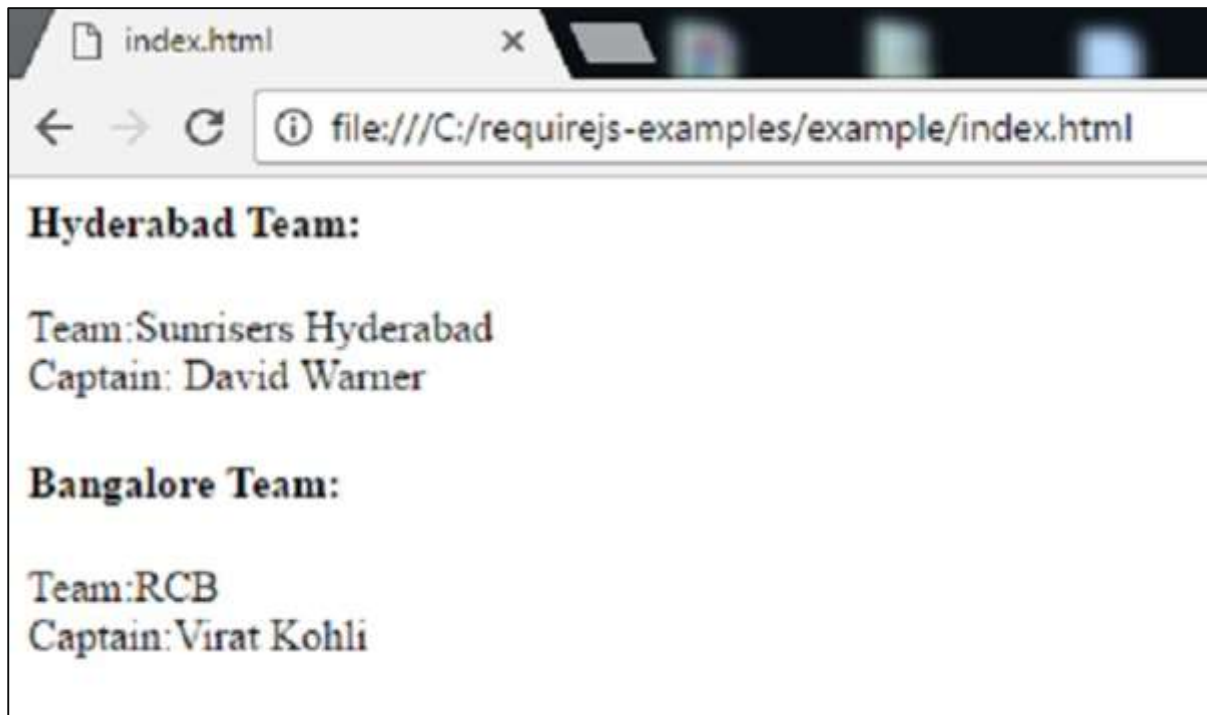 index.html
file:///C:/requirejs-examples/example/index.html
Hyderabad Team:
Team:Sunrisers Hyderabad
Captain: David Warner
Bangalore Team:
Team:RCB
Captain:Virat Kohli